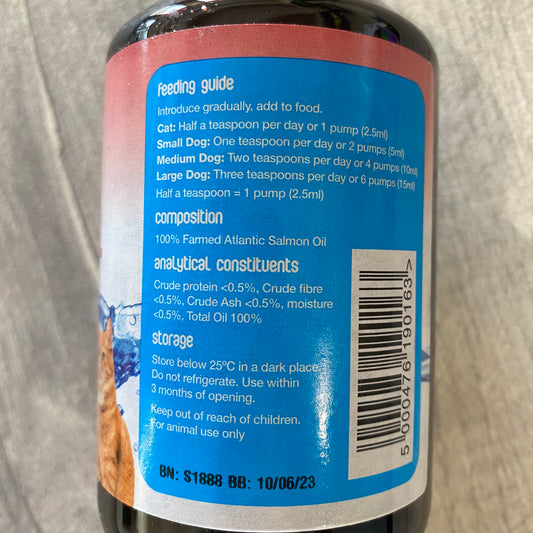 feeding guide
Introduce gradually, add to food.
Cat: Half a teaspoon per day or 1 pump (2.5ml)
Small Dog: One teaspoon per day or 2 pumps (5ml)
Medium Dog: Two teaspoons per day or 4 pumps (10ml)
Large Dog: Three teaspoons per day or 6 pumps (15ml)
Half a teaspoon = 1 pump (2.5ml)
composition
100% Farmed Atlantic Salmon Oil
analytical constituents
Crude protein <0.5%, Crude fibre
<0.5%, Crude Ash <0.5%, moisture
<0.5%, Total Oil 100%
storage
Store below 25ºC in a dark place.
Do not refrigerate. Use within
3 months of opening.
Keep out of reach of children.
For animal use only
BN: S1888 BB: 10/06/23
5 000476 190163 >